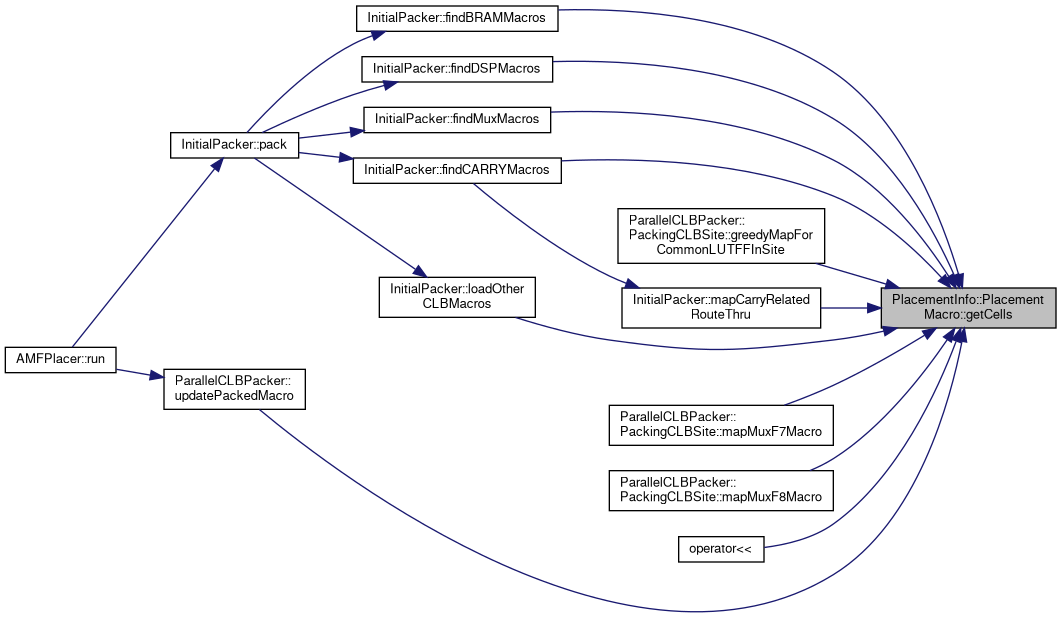 InitialPacker::findBRAMMacros
InitialPacker::findDSPMacros
InitialPacker::findMuxMacros
InitialPacker::pack
InitialPacker::findCARRYMacros
ParallelCLBPacker::
PackingCLBSite::greedyMapFor
CommonLUTFFInSite
InitialPacker::loadOther
CLBMacros
InitialPacker::mapCarryRelated
RouteThru
PlacementInfo::Placement
Macro::getCells
AMFPlacer::run
ParallelCLBPacker::
updatePackedMacro
ParallelCLBPacker::
PackingCLBSite::mapMuxF7Macro
ParallelCLBPacker::
PackingCLBSite::mapMuxF8Macro
operator<<